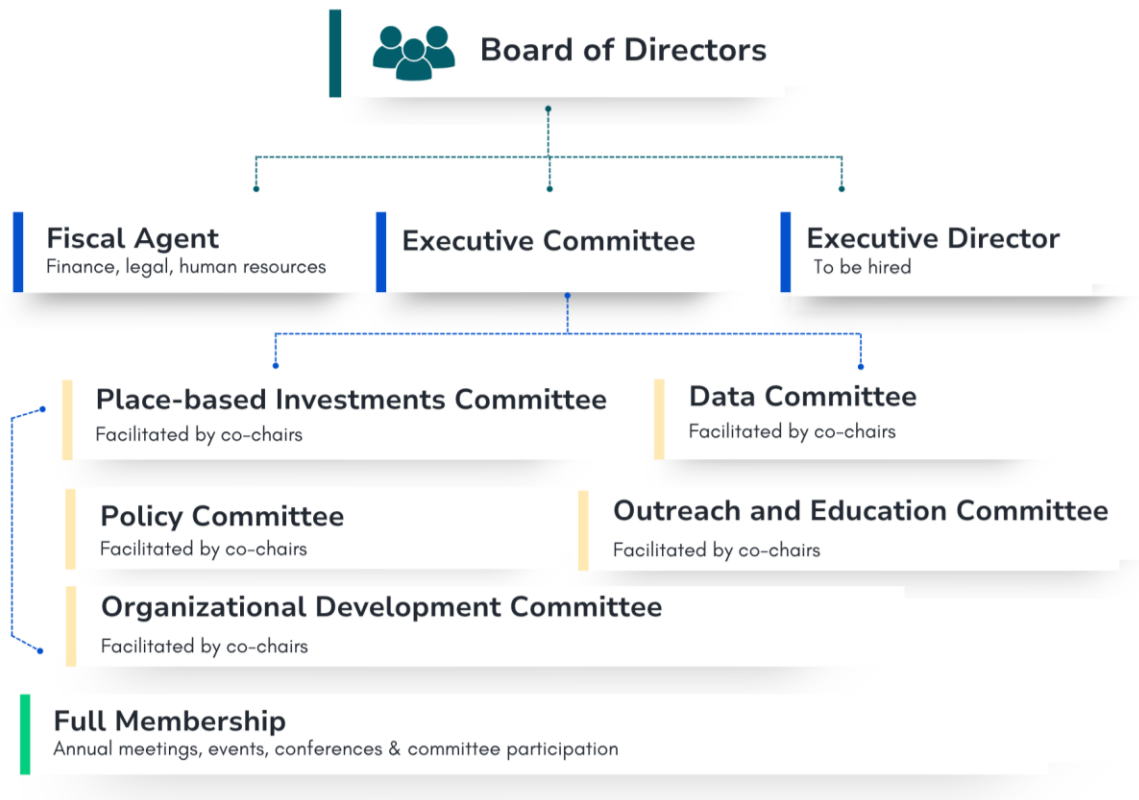 Board of Directors
Fiscal Agent
Finance, legal, human resources
Executive Committee
Executive Director
To be hired
Place-based Investments Committee
Facilitated by co-chairs
Data Committee
Facilitated by co-chairs
Policy Committee
Facilitated by co-chairs
Outreach and Education Committee
Facilitated by co-chairs
Organizational Development Committee
Facilitated by co-chairs
Full Membership
Annual meetings, events, conferences & committee participation